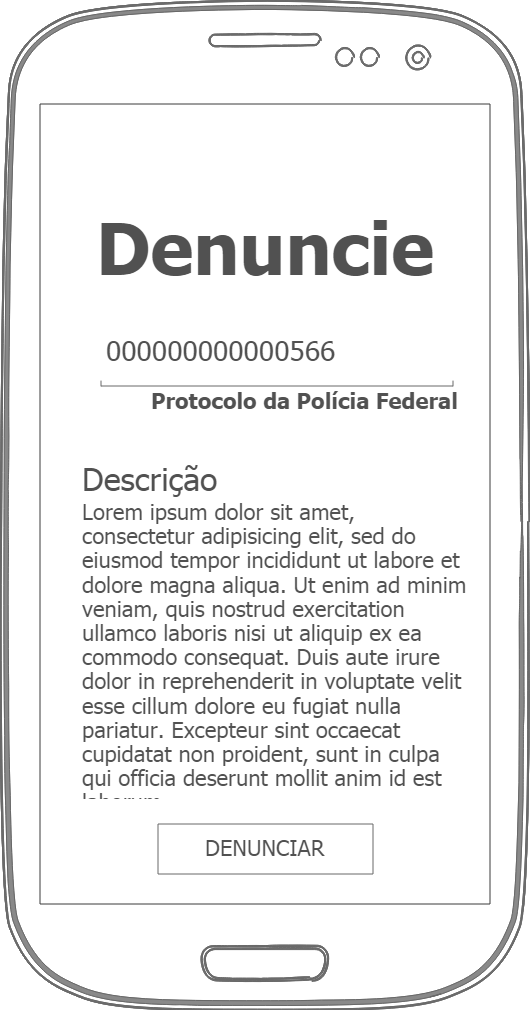 Denuncie
000000000000566
Protocolo da Polícia Federal
Descrição
Lorem ipsum dolor sit amet,
consectetur adipisicing elit, sed do
eiusmod tempor incididunt ut labore et
dolore magna aliqua. Ut enim ad minim
veniam, quis nostrud exercitation
ullamco laboris nisi ut aliquip ex ea
commodo consequat. Duis aute irure
dolor in reprehenderit in voluptate velit
esse cillum dolore eu fugiat nulla
pariatur. Excepteur sint occaecat
cupidatat non proident, sunt in culpa
qui officia deserunt mollit anim id est
DENUNCIAR